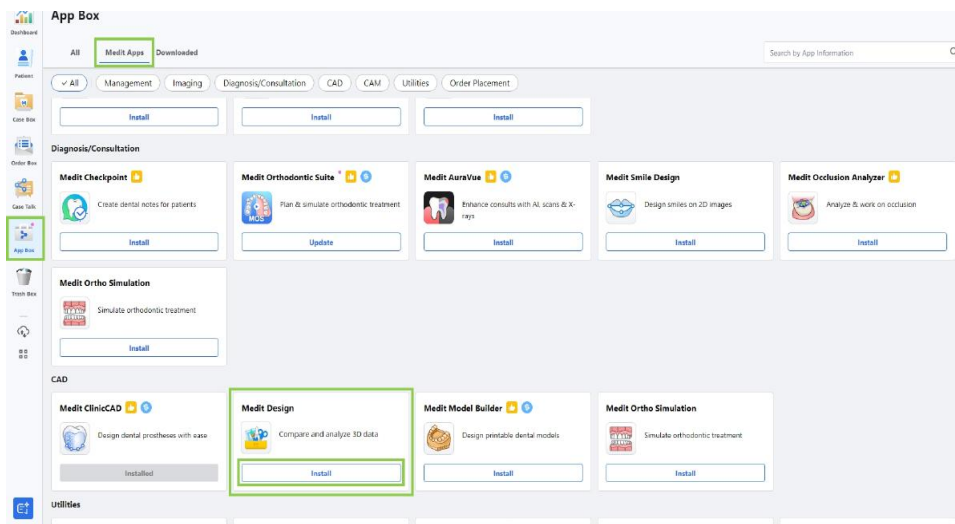 App Box
Dashboard
Patient
Case Box
Order Box
Case Talk
App Box
Trash Box
All Medit Apps Downloaded
Search by App Information
All Management Imaging Diagnosis/Consultation CAD CAM Utilities Order Placement
Install Install Install
Diagnosis/Consultation
Medit Checkpoint
Create dental notes for patients
Install
Medit Orthodontic Suite
MOS
Plan & simulate orthodontic treatment
Update
Medit AuraVue
Enhance consults with AI, scans & X-
rays
Install
Medit Smile Design
Design smiles on 2D images
Install
Medit Occlusion Analyzer
Analyze & work on occlusion
Install
Medit Ortho Simulation
Simulate orthodontic treatment
Install
CAD
Medit ClinicCAD
Design dental prostheses with ease
Installed
Medit Design
Compare and analyze 3D data
Install
Medit Model Builder
Design printable dental models
Install
Medit Ortho Simulation
Simulate orthodontic treatment
Install
Utilities